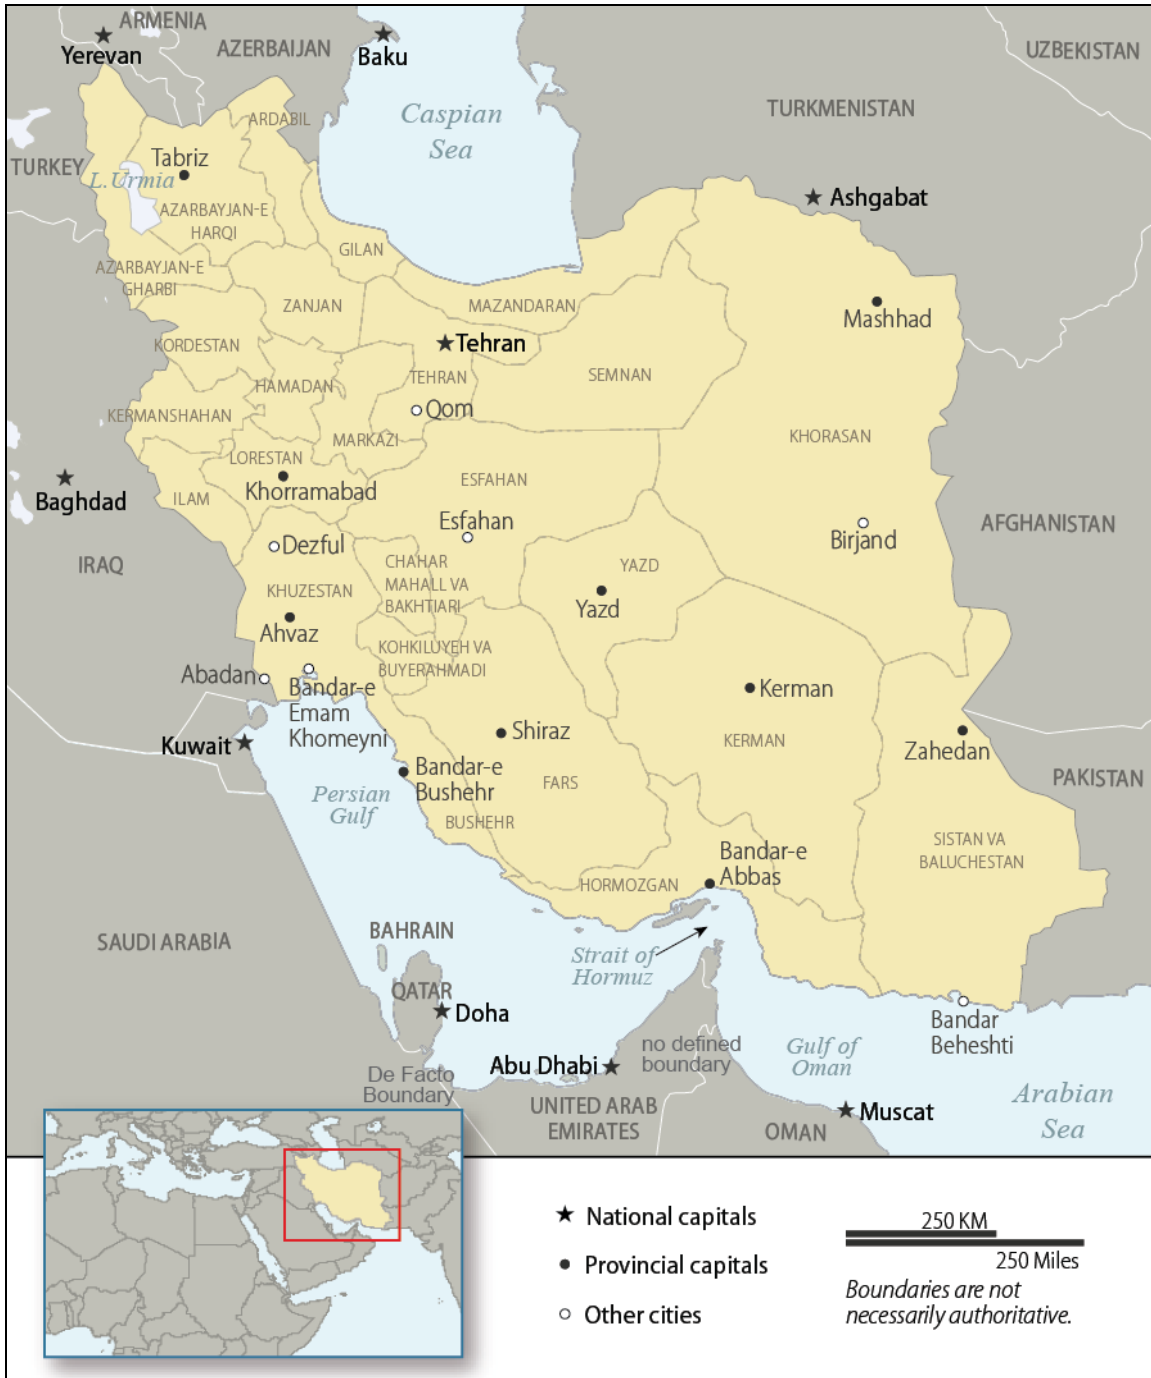 ARMENIA
Yerevan
AZERBAIJAN
Baku
UZBEKISTAN
Caspian
Sea
TURKMENISTAN
ARDABIL
TURKEY
Tabriz
L.Urmia
Ashgabat
AZARBAYJAN-E
HARQI
GILAN
AZARBAYJAN-E
GHARBI
ZANJAN
MAZANDARAN
Mashhad
KORDESTAN
Tehran
HAMADAN
TEHRAN
SEMNAN
KERMANSHAHAN
Qom
MARKAZI
KHORASAN
LORESTAN
Khorramabad
ESFAHAN
Baghdad
ILAM
Esfahan
AFGHANISTAN
Birjand
Dezful
IRAQ
CHAHAR
MAHALL VA
BAKHTIARI
YAZD
KHUZESTAN
Yazd
Ahvaz
KOHKILUYEH VA
BUYERAHMADI
Abadan
Bandar-e
Emam
Khomeyni
Kerman
Kuwait
Shiraz
KERMAN
Zahedan
Bandar-e
Bushehr
PAKISTAN
Persian
Gulf
FARS
BUSHEHR
SISTAN VA
BALUCHESTAN
Bandar-e
Abbas
HORMOZGAN
SAUDI ARABIA
BAHRAIN
Strait of
Hormuz
QATAR
Doha
Bandar
Beheshti
no defined
boundary
Gulf of
Oman
Abu Dhabi
De Facto
Boundary
Arabian
Sea
UNITED ARAB
EMIRATES
Muscat
OMAN
National capitals
Provincial capitals
Other cities
250 KM
250 Miles
Boundaries are not
necessarily authoritative.